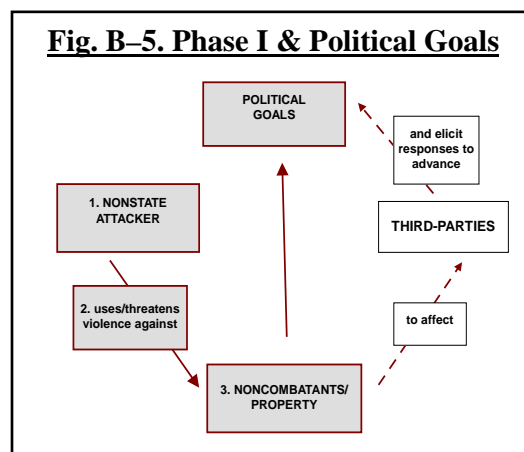 Fig. B–5. Phase I & Political Goals
POLITICAL
GOALS
and elicit
responses to
advance
1. NONSTATE
ATTACKER
THIRD-PARTIES
2. uses/threatens
violence against
to affect
3. NONCOMBATANTS/
PROPERTY